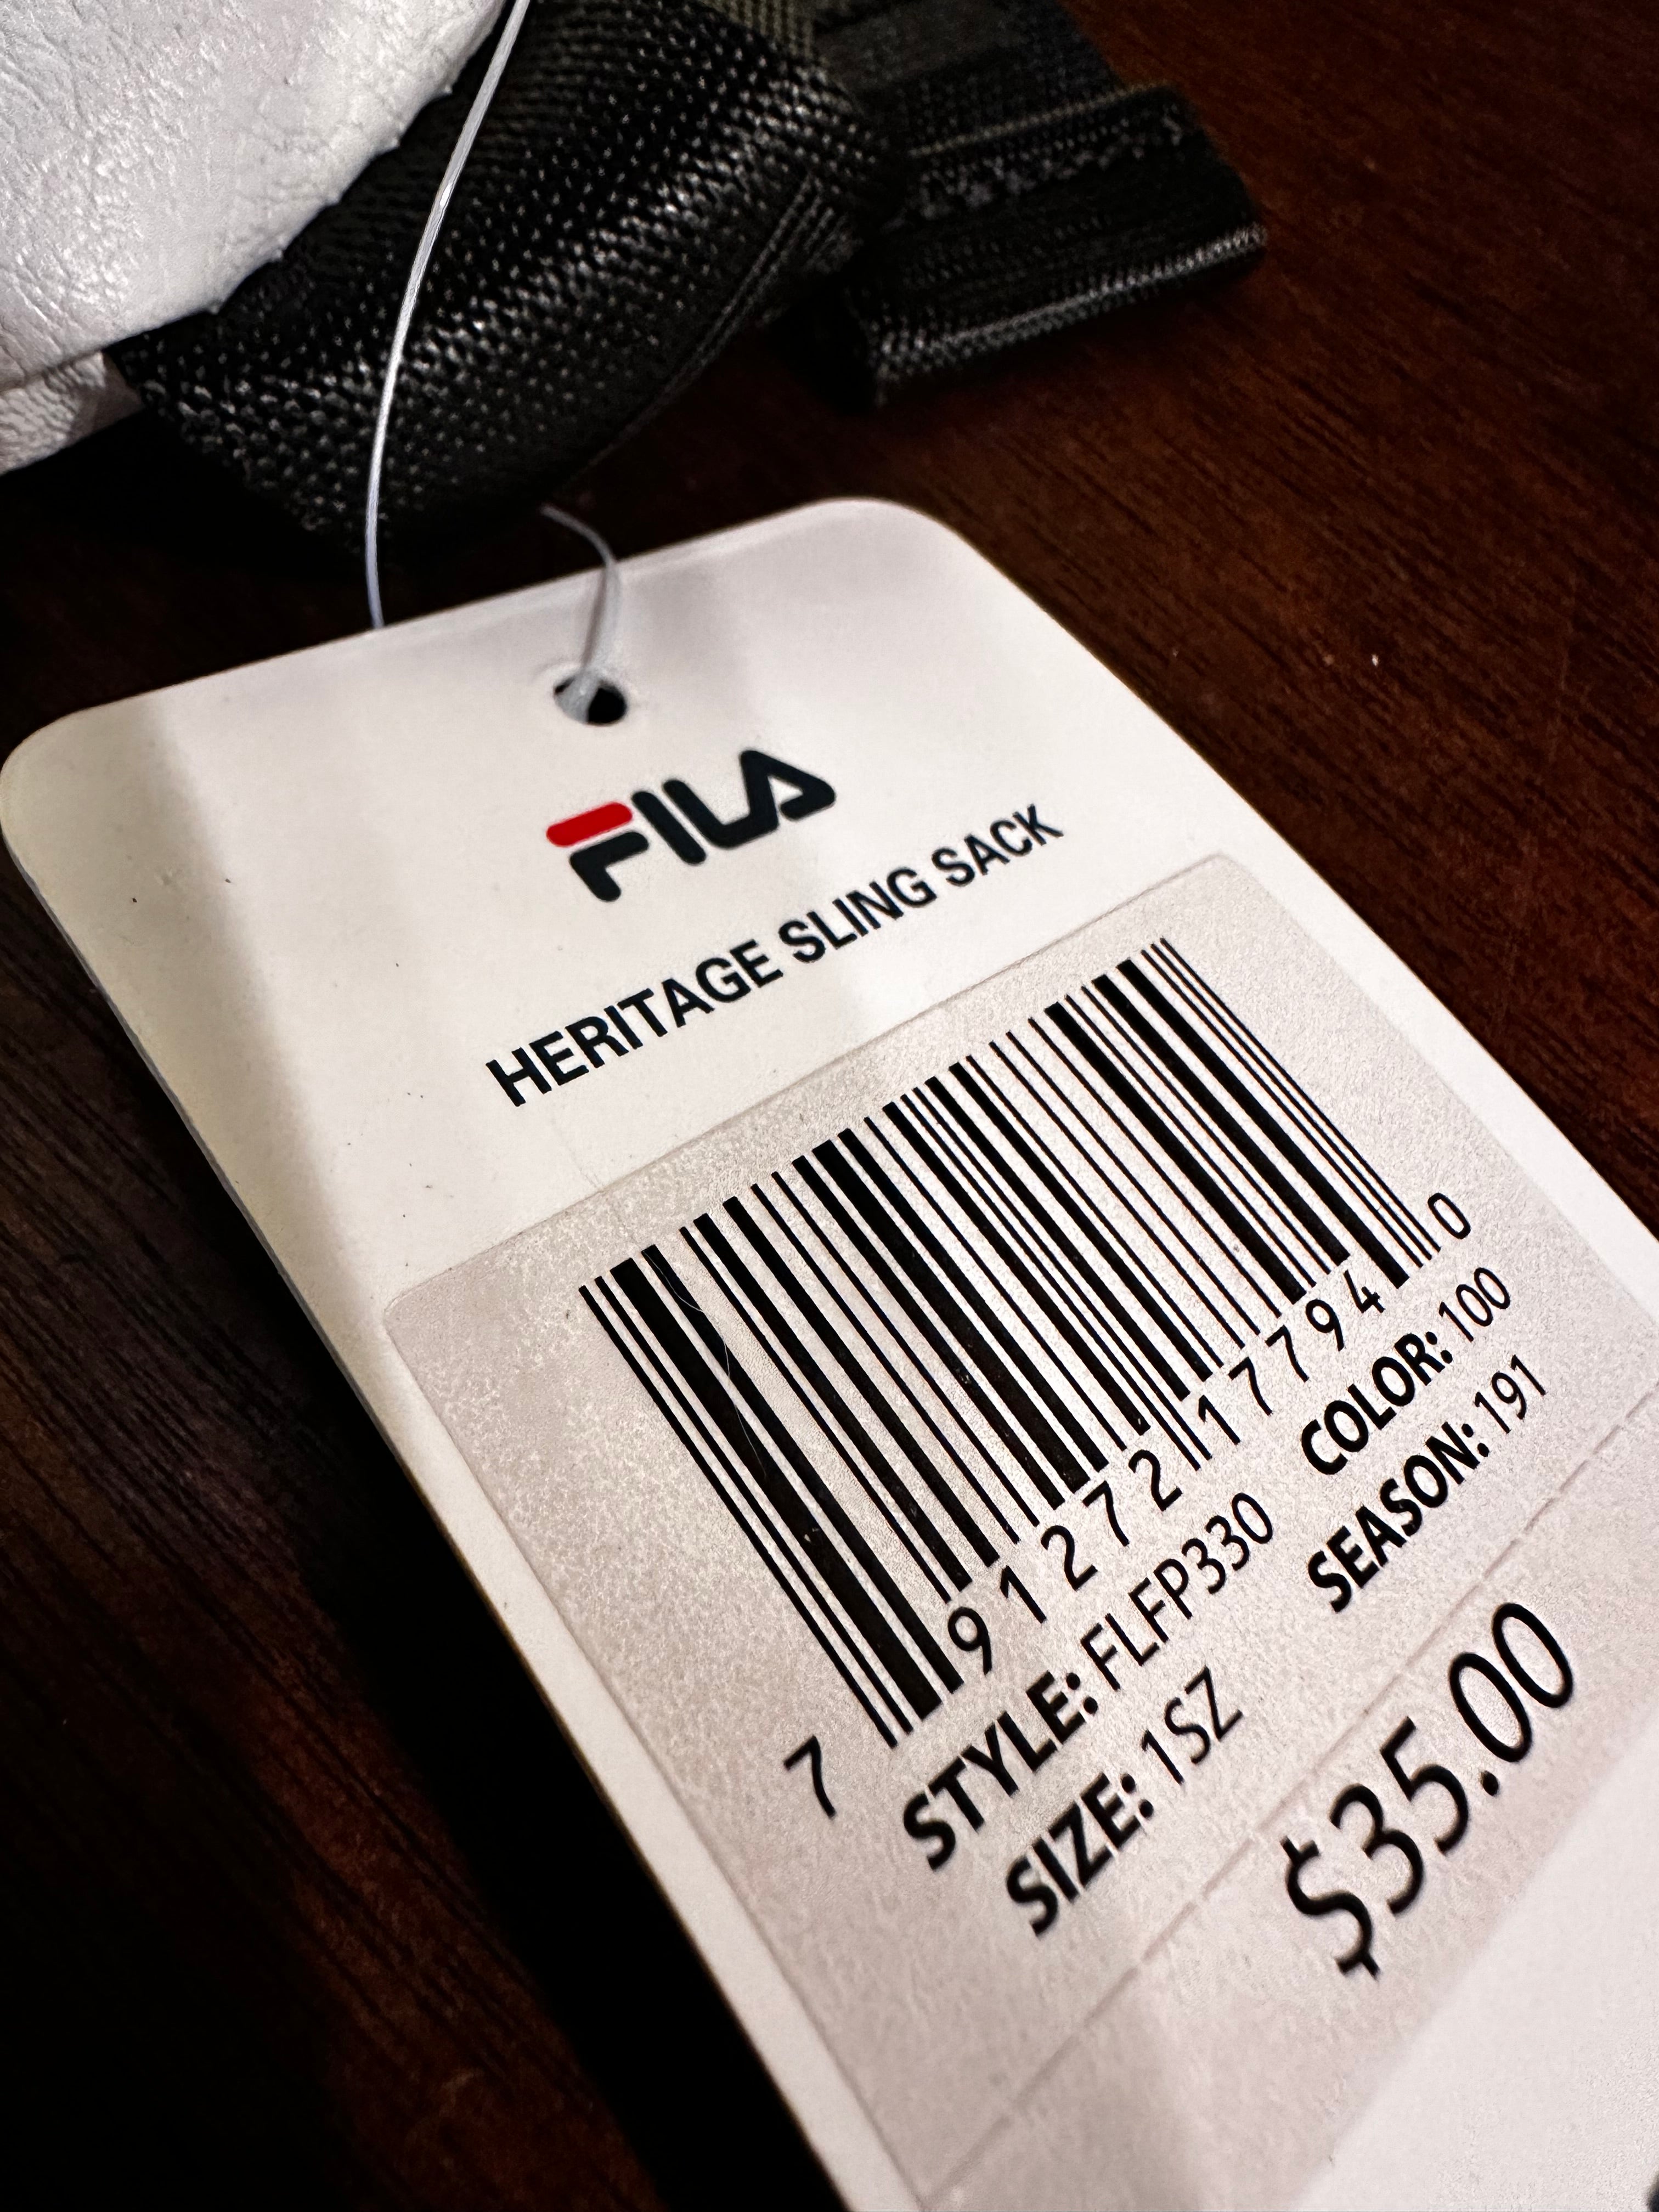 FILA
HERITAGE SLING SACK
7 91272 17794 0
STYLE: FLFP330 COLOR: 100
SIZE: 1SZ SEASON: 191
$35.00